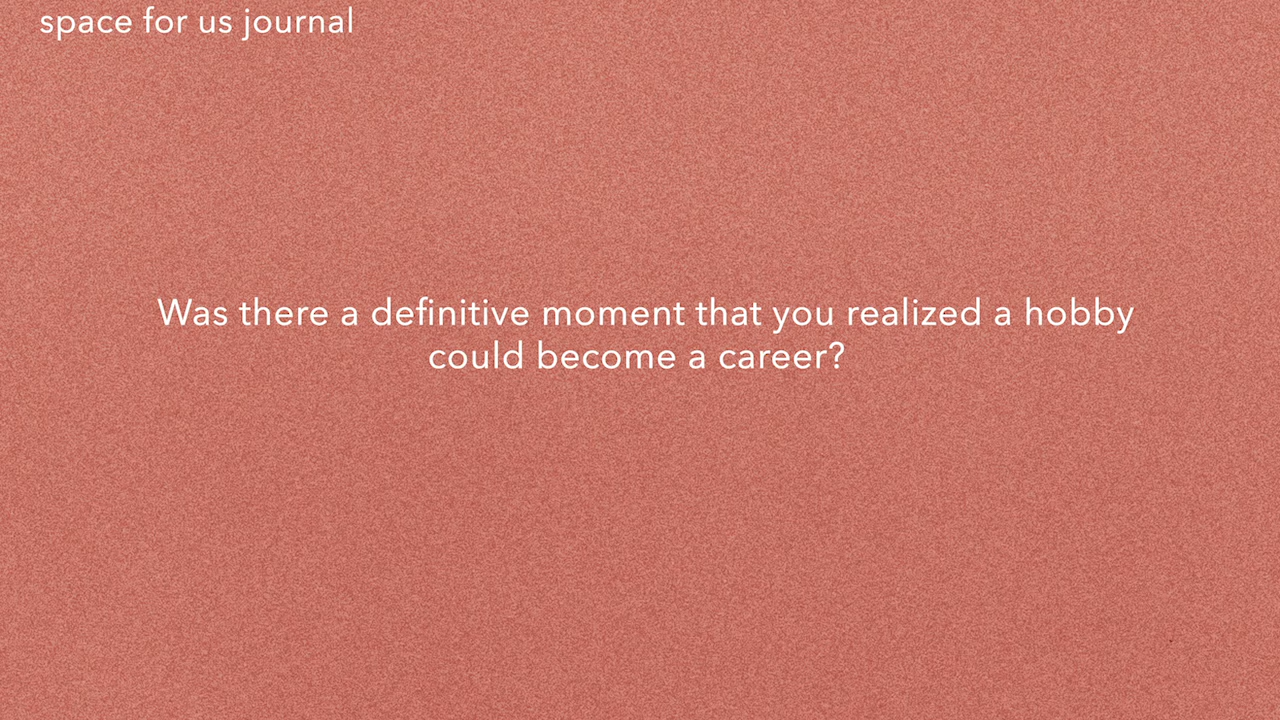 space for us journal
Was there a definitive moment that you realized a hobby
could become a career?